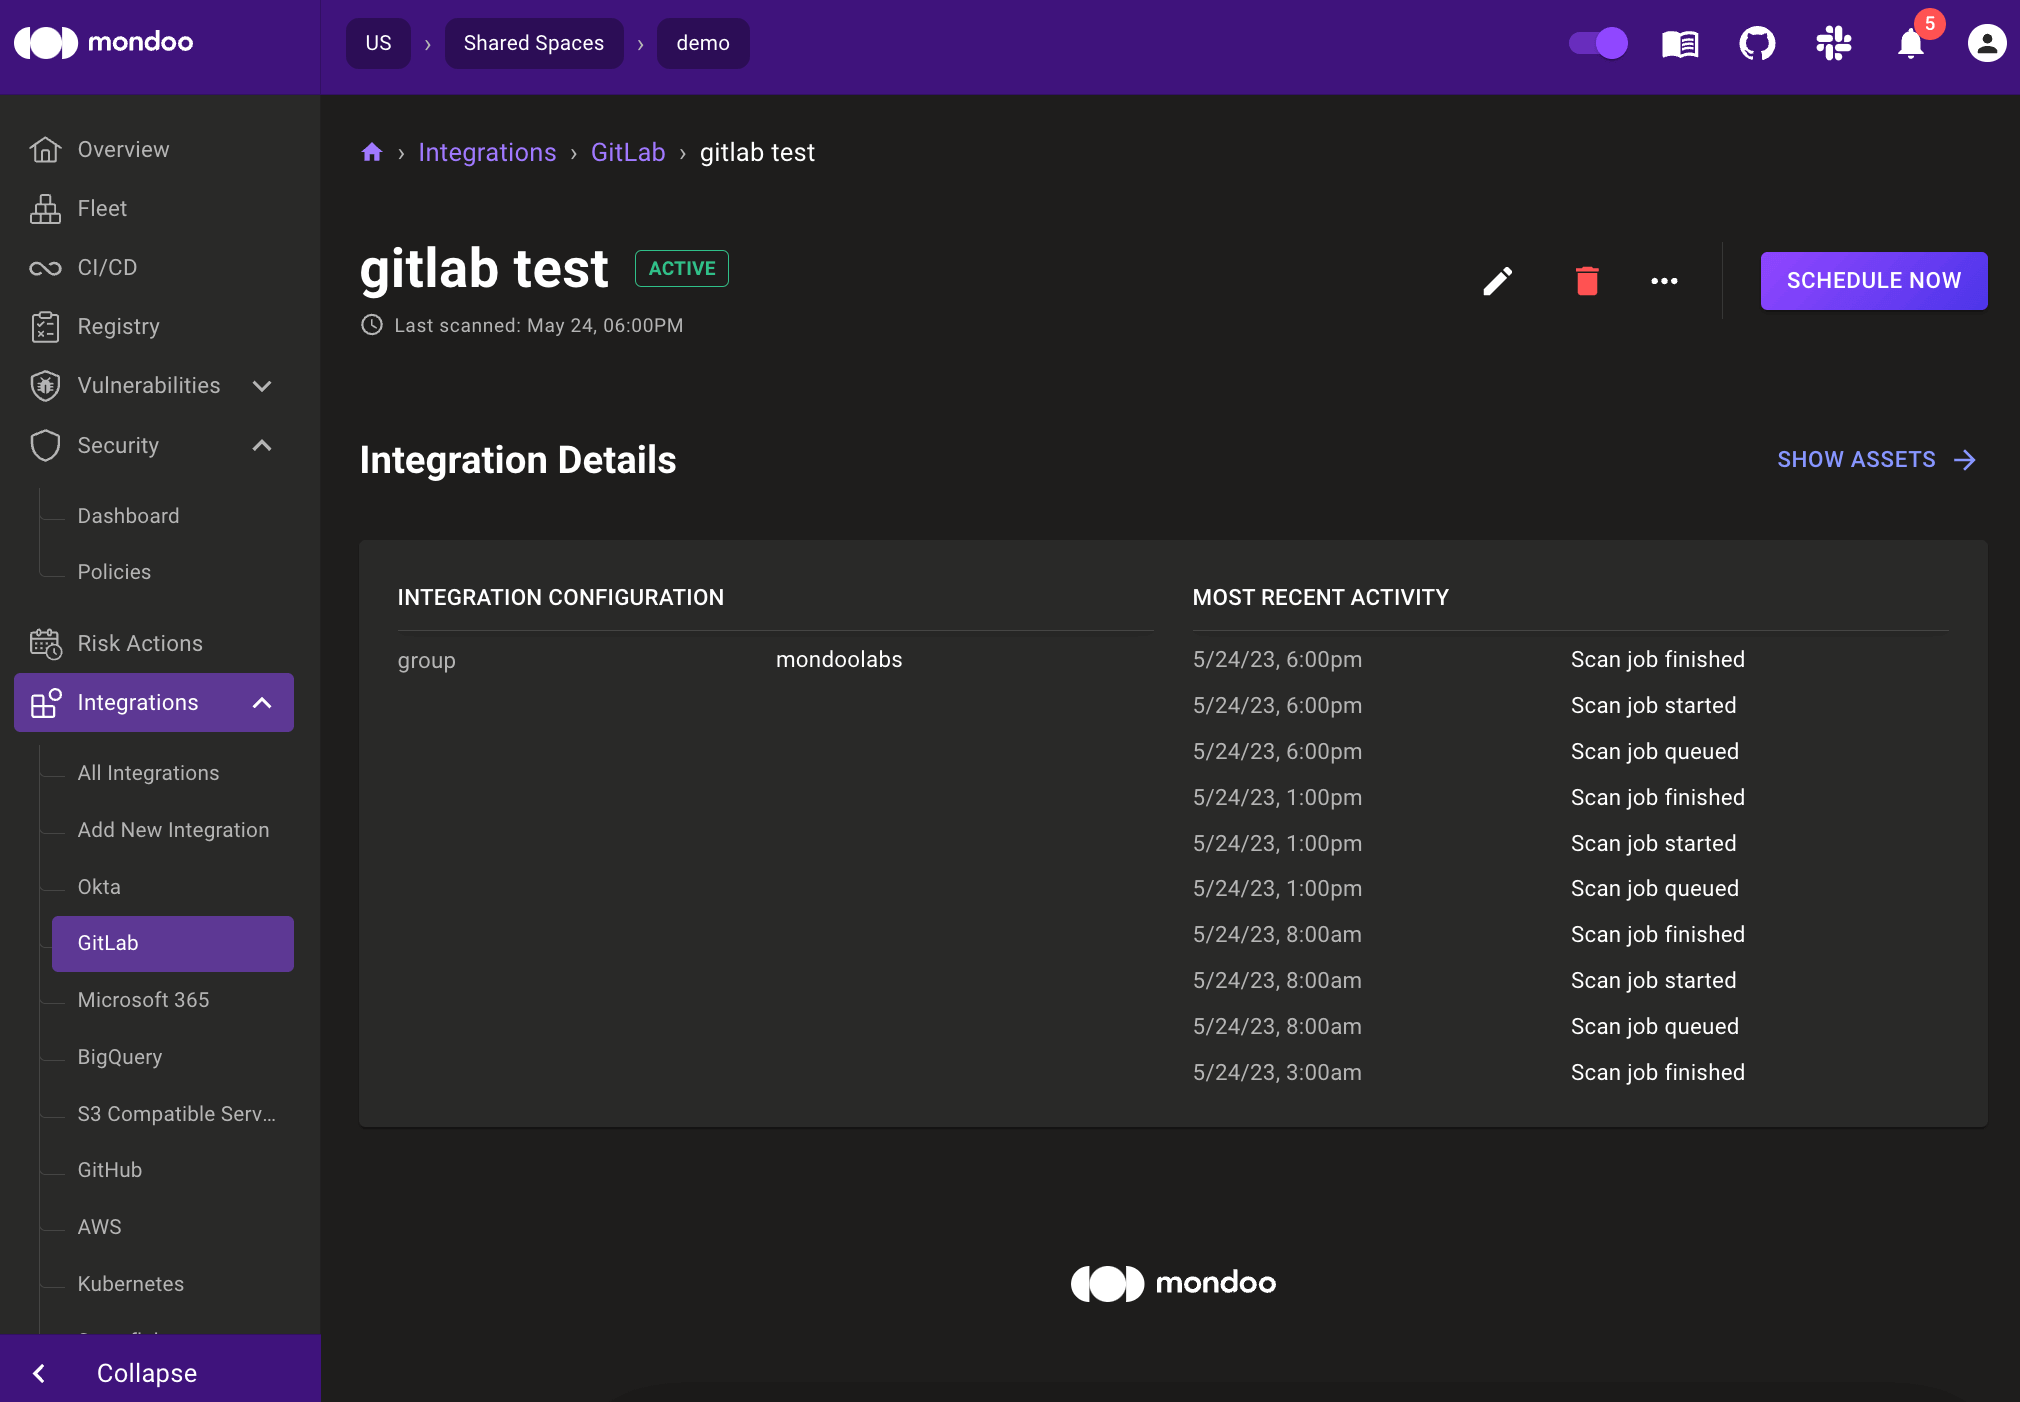 mondoo
US › Shared Spaces › demo
5
Overview
Fleet
CI/CD
Registry
Vulnerabilities
Security
Dashboard
Policies
Risk Actions
Integrations
All Integrations
Add New Integration
Okta
GitLab
Microsoft 365
BigQuery
S3 Compatible Serv...
GitHub
AWS
Kubernetes
Collapse
› Integrations › GitLab › gitlab test
gitlab test ACTIVE
Last scanned: May 24, 06:00PM
SCHEDULE NOW
Integration Details
SHOW ASSETS
INTEGRATION CONFIGURATION
group mondoolabs
MOST RECENT ACTIVITY
5/24/23, 6:00pm Scan job finished
5/24/23, 6:00pm Scan job started
5/24/23, 6:00pm Scan job queued
5/24/23, 1:00pm Scan job finished
5/24/23, 1:00pm Scan job started
5/24/23, 1:00pm Scan job queued
5/24/23, 8:00am Scan job finished
5/24/23, 8:00am Scan job started
5/24/23, 8:00am Scan job queued
5/24/23, 3:00am Scan job finished
mondoo